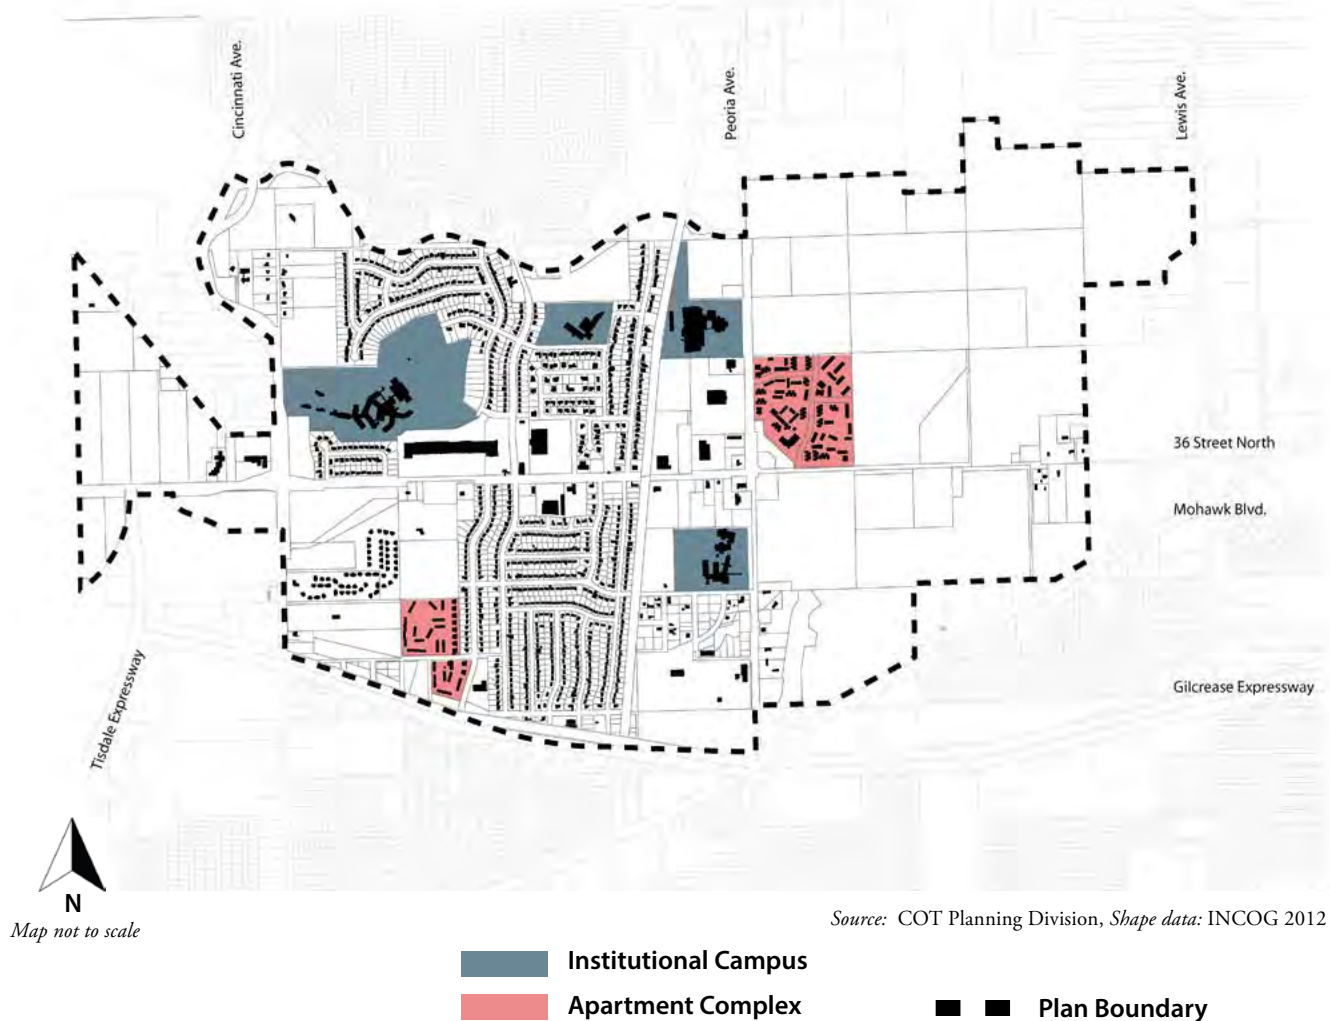 Cincinnati Ave.
Peoria Ave.
Lewis Ave.
36 Street North
Mohawk Blvd.
Gilcrease Expressway
Tisdale Expressway
N
Map not to scale
Source: COT Planning Division, Shape data: INCOG 2012
Institutional Campus
Apartment Complex
Plan Boundary